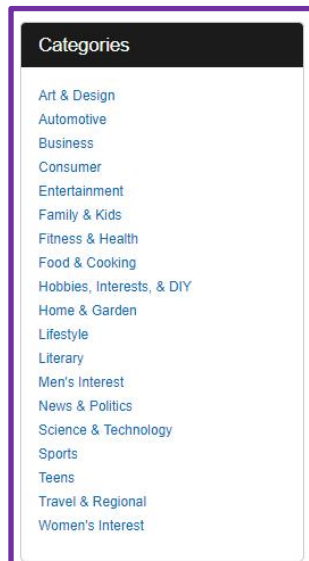 Categories
Art & Design
Automotive
Business
Consumer
Entertainment
Family & Kids
Fitness & Health
Food & Cooking
Hobbies, Interests, & DIY
Home & Garden
Lifestyle
Literary
Men's Interest
News & Politics
Science & Technology
Sports
Teens
Travel & Regional
Women's Interest